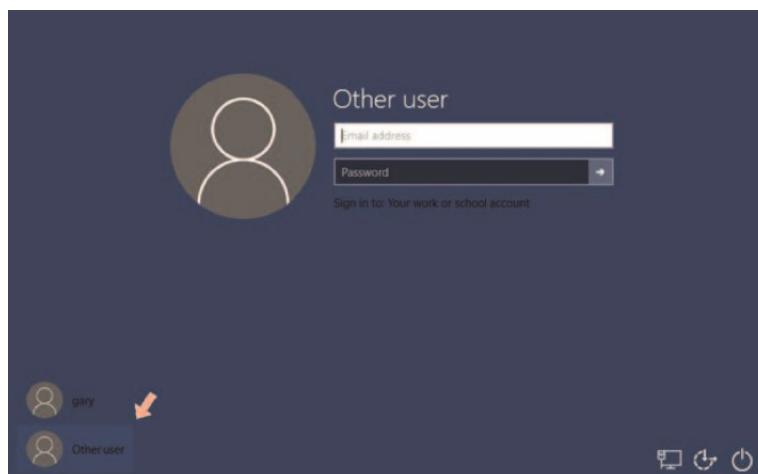 Other user
Email address
Password
Sign in to: Your work or school account
gary
Other user